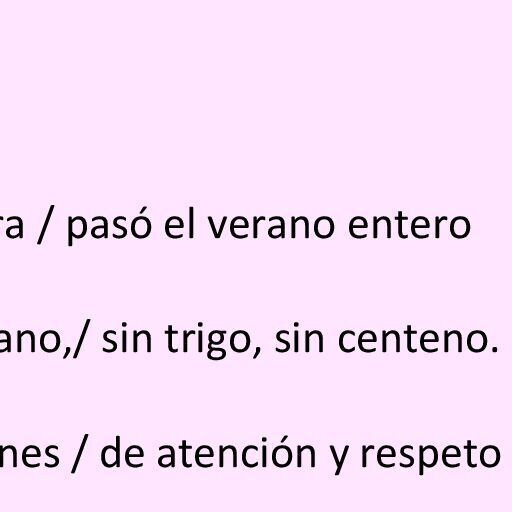 ra / pasó el verano entero
ano,/ sin trigo, sin centeno.
nes / de atención y respeto